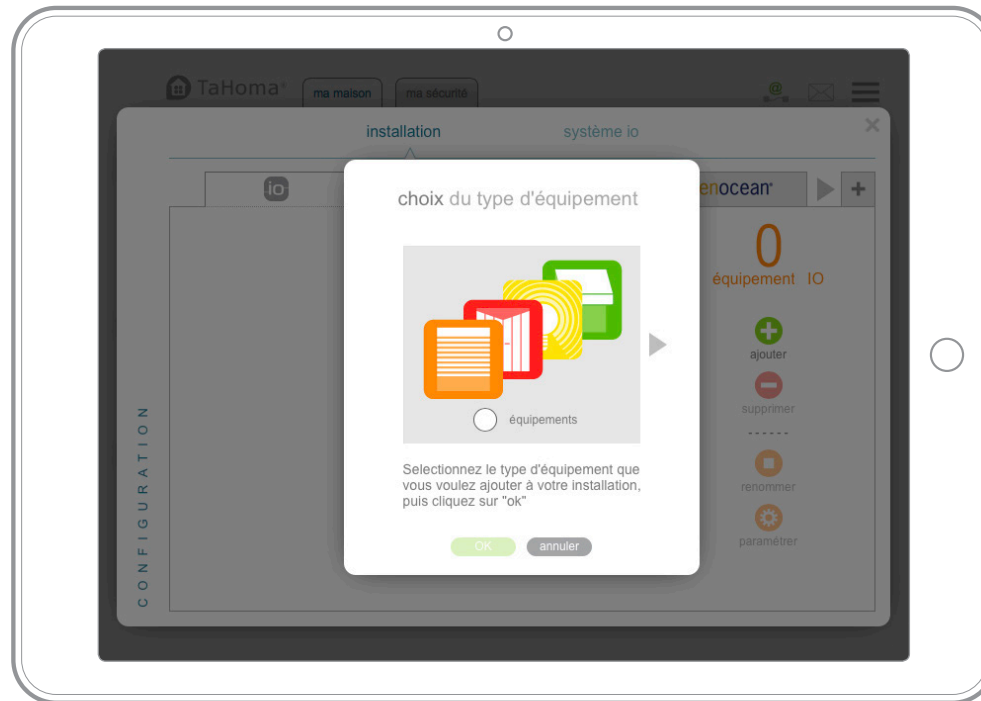 TaHoma®
ma maison
ma sécurité
@
installation
système io
io
enocean®
+
choix du type d'équipement
0
équipement IO
ajouter
supprimer
renommer
paramétrer
équipements
Selectionnez le type d'équipement que
vous voulez ajouter à votre installation,
puis cliquez sur "ok"
OK
annuler
CONFIGURATION